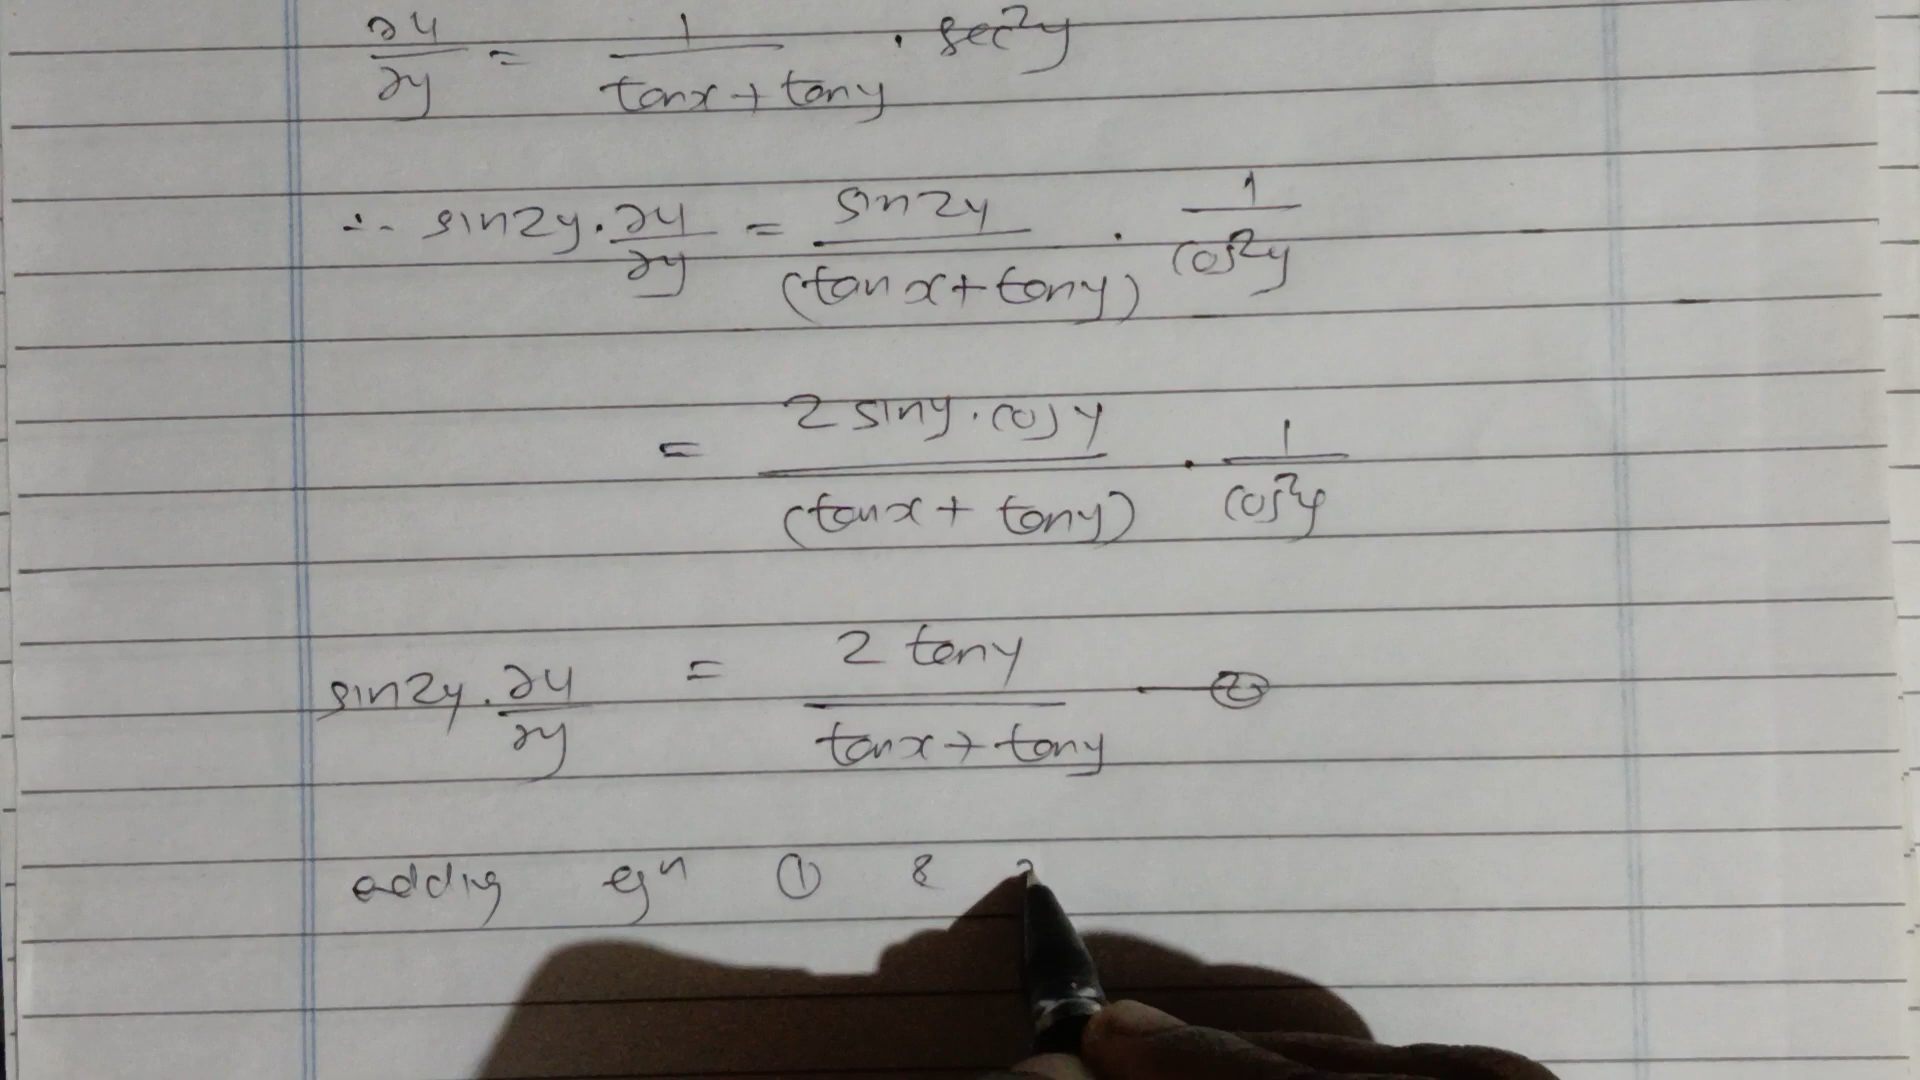 ∂u/∂y = 1/(tanx + tany) · sec²y
∴ sin2y · ∂u/∂y = sin2y/(tanx + tany) · 1/cos²y
= 2 siny · cosy/(tanx + tany) · 1/cos²y
sin2y · ∂u/∂y = 2 tany/(tanx + tany) — ②
adding eqⁿ ① & 2